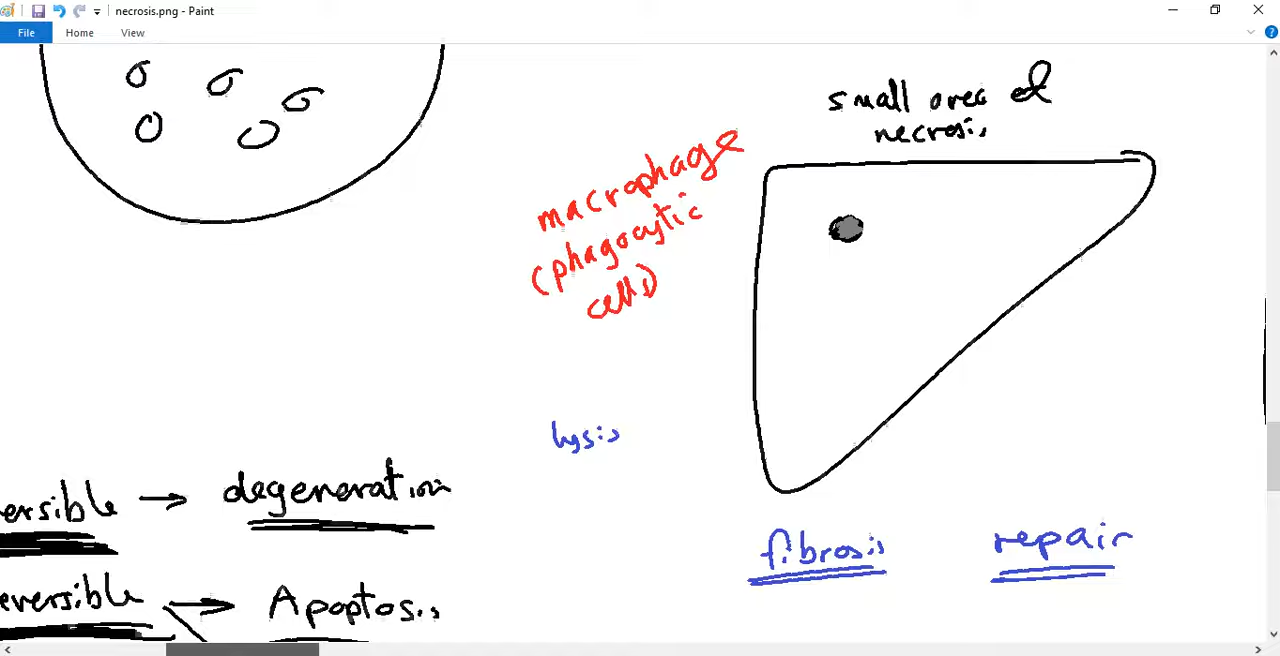 necrosis.png - Paint
File Home View
small area of
necrosis
macrophage
(phagocytic
cells)
lysis
ersible → degeneration
eversible → Apoptosis
fibrosis repair